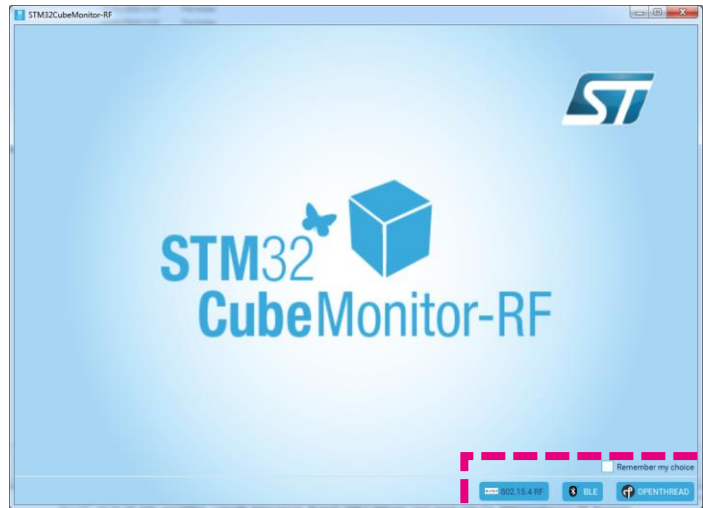 STM32CubeMonitor-RF
ST
STM32
CubeMonitor-RF
Remember my choice
802.15.4 RF BLE OPENTHREAD